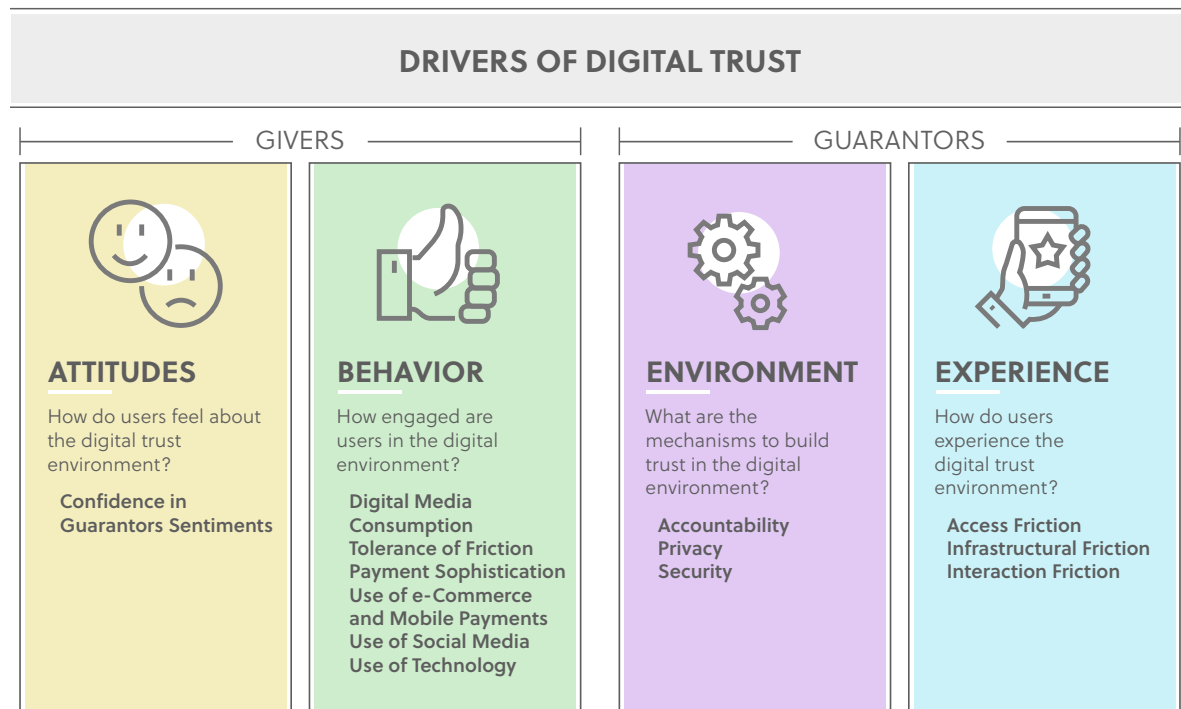 DRIVERS OF DIGITAL TRUST
GIVERS
GUARANTORS
ATTITUDES
How do users feel about
the digital trust
environment?
Confidence in
Guarantors Sentiments
BEHAVIOR
How engaged are
users in the digital
environment?
Digital Media
Consumption
Tolerance of Friction
Payment Sophistication
Use of e-Commerce
and Mobile Payments
Use of Social Media
Use of Technology
ENVIRONMENT
What are the
mechanisms to build
trust in the digital
environment?
Accountability
Privacy
Security
EXPERIENCE
How do users
experience the
digital trust
environment?
Access Friction
Infrastructural Friction
Interaction Friction